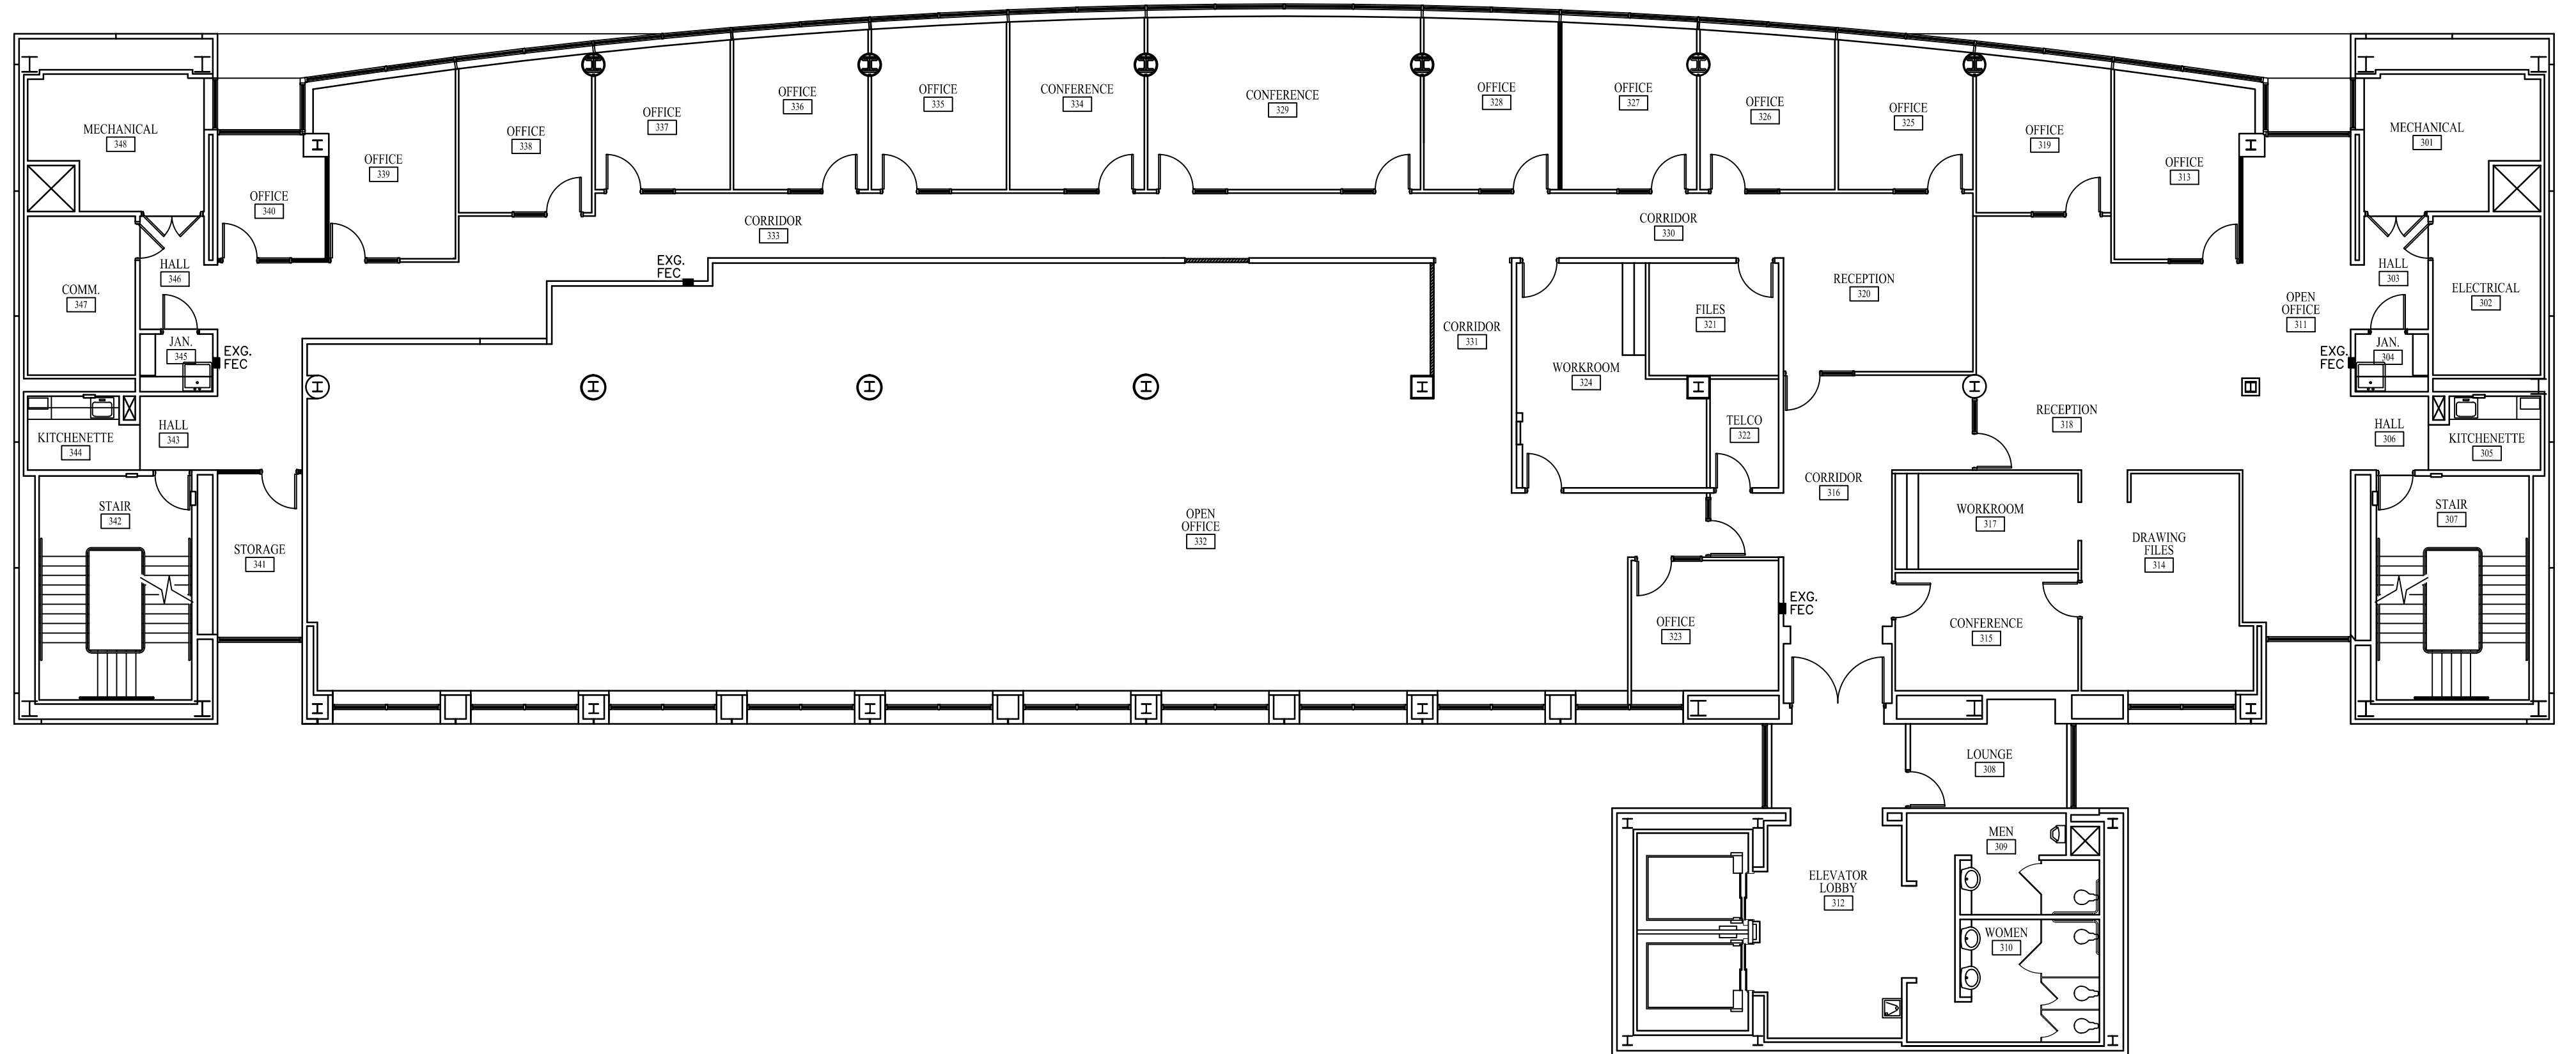 MECHANICAL
348
OFFICE
340
OFFICE
339
OFFICE
338
OFFICE
337
OFFICE
336
OFFICE
335
CONFERENCE
334
CONFERENCE
329
OFFICE
328
OFFICE
327
OFFICE
326
OFFICE
325
OFFICE
319
OFFICE
313
MECHANICAL
301
CORRIDOR
333
CORRIDOR
330
HALL
346
COMM.
347
JAN.
345
EXG.
FEC
EXG.
FEC
KITCHENETTE
344
HALL
343
STAIR
342
STORAGE
341
OPEN
OFFICE
332
CORRIDOR
331
WORKROOM
324
FILES
321
TELCO
322
RECEPTION
320
OFFICE
323
EXG.
FEC
CORRIDOR
316
RECEPTION
318
WORKROOM
317
CONFERENCE
315
DRAWING
FILES
314
OPEN
OFFICE
311
HALL
303
ELECTRICAL
302
EXG.
FEC
JAN.
304
HALL
306
KITCHENETTE
305
STAIR
307
LOUNGE
308
ELEVATOR
LOBBY
312
MEN
309
WOMEN
310